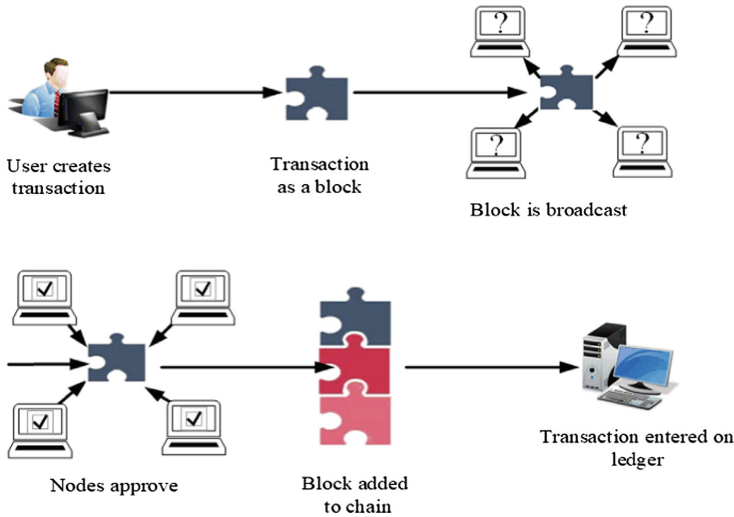 ?
?
?
?
User creates
transaction
Transaction
as a block
Block is broadcast
Nodes approve
Block added
to chain
Transaction entered on
ledger